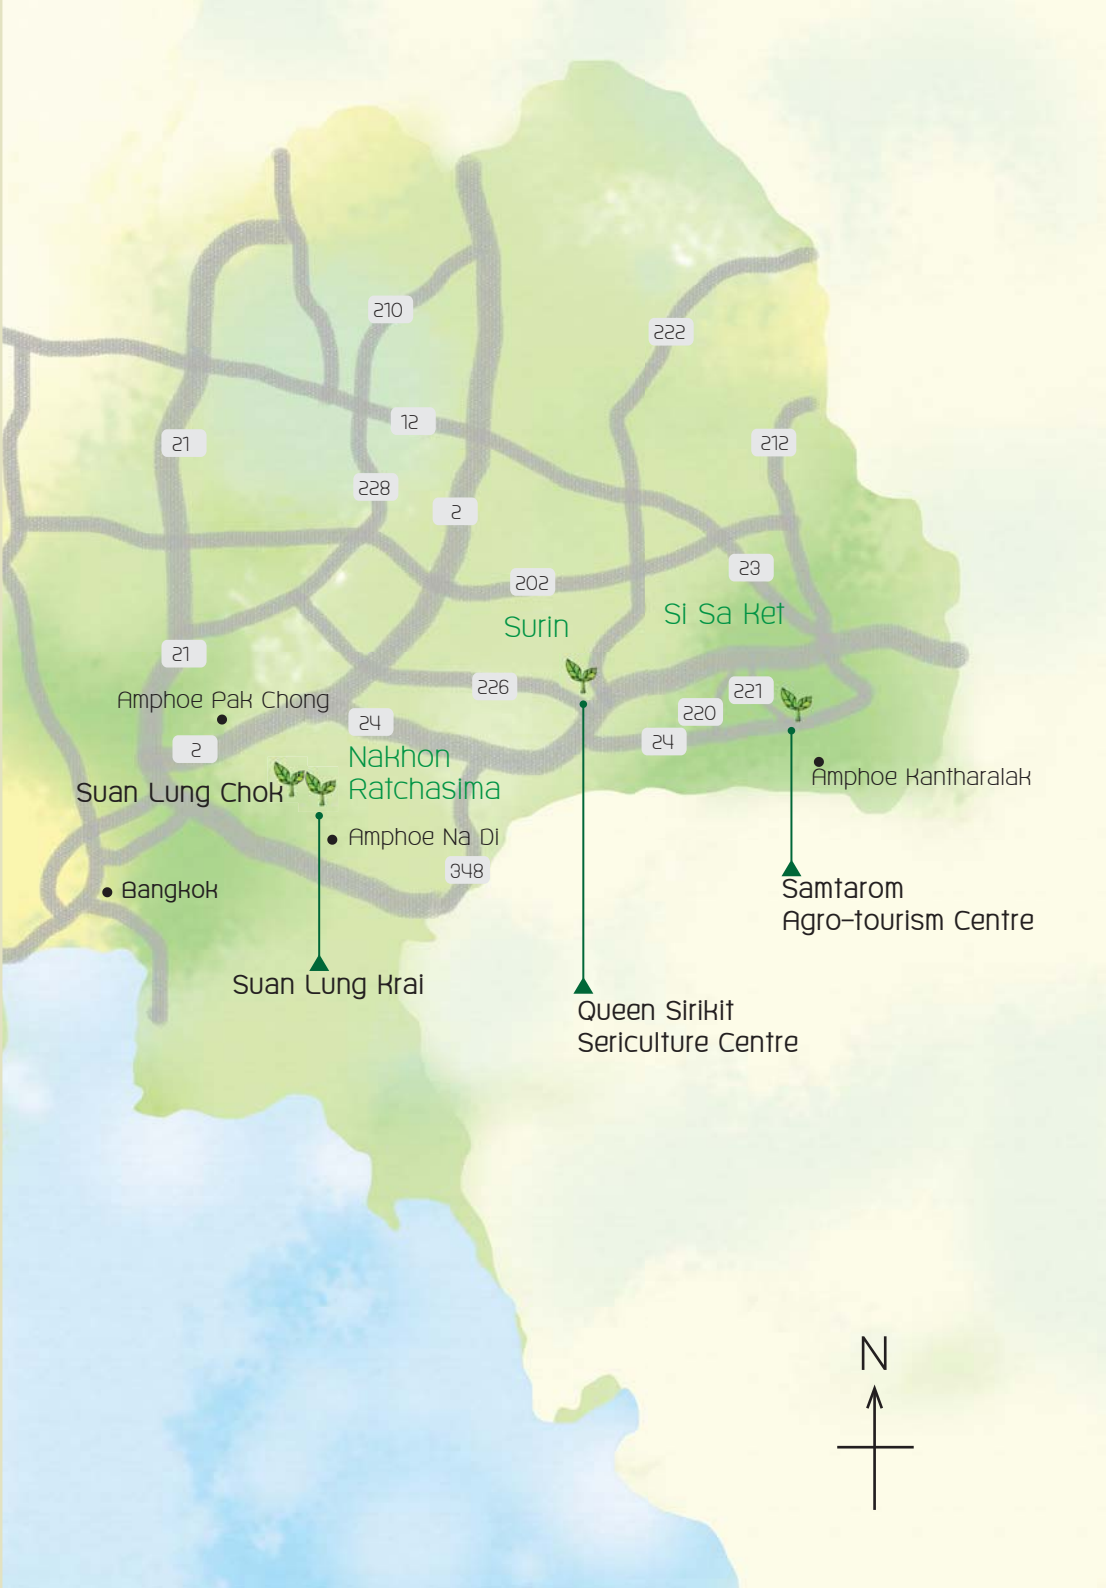 210
222
12
21
212
228
2
23
202
Si Sa Ket
Surin
21
226
221
Amphoe Pak Chong
220
24
2
24
Nakhon
Ratchasima
Amphoe Kantharalak
Suan Lung Chok
Amphoe Na Di
348
Bangkok
Samtarom
Agro-tourism Centre
Suan Lung Krai
Queen Sirikit
Sericulture Centre
N